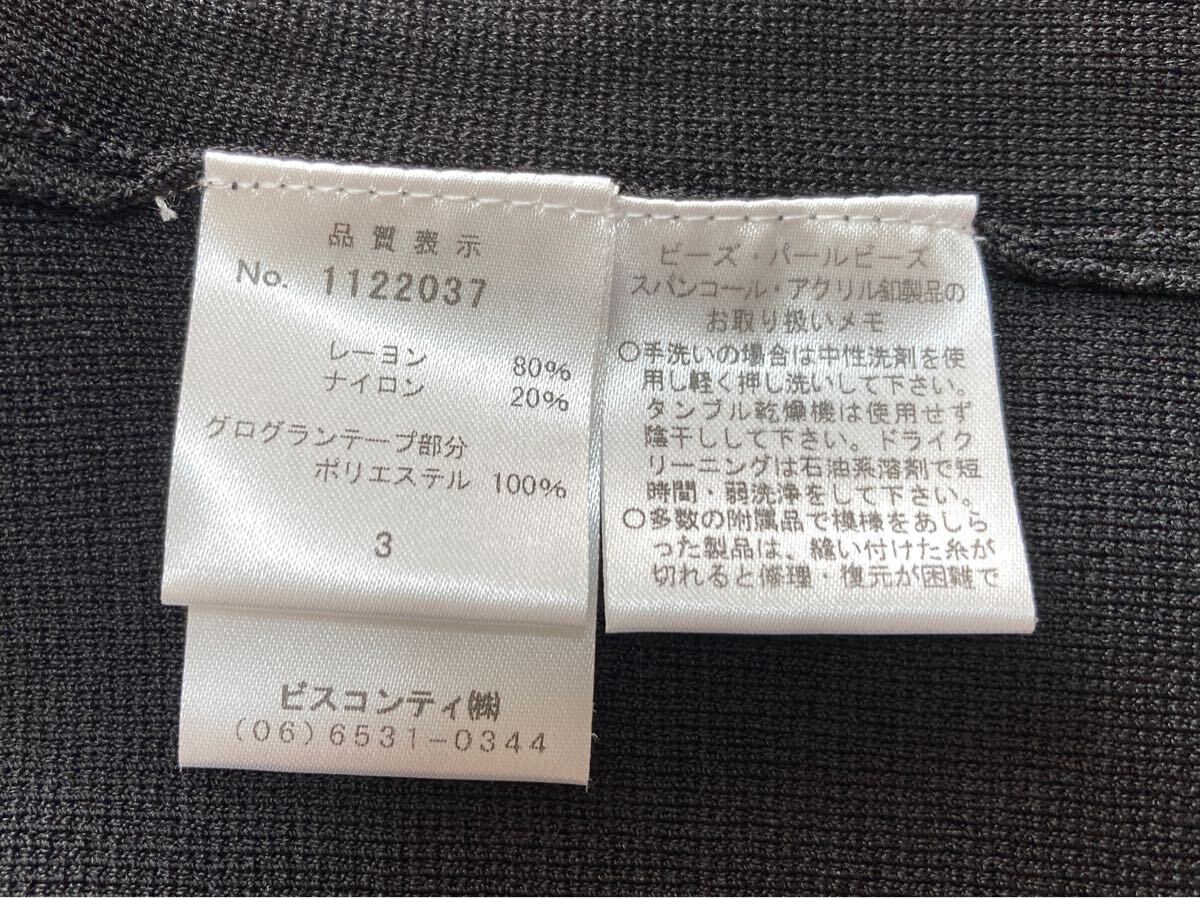 品質表示
No. 1122037
レーヨン 80%
ナイロン 20%
グログランテープ部分
ポリエステル 100%
3
ビスコンティ㈱
(06)6531-0344
ビーズ・パールビーズ
スパンコール・アクリル釦製品の
お取り扱いメモ
○手洗いの場合は中性洗剤を使
用し軽く押し洗いして下さい。
タンブル乾燥機は使用せず
陰干しして下さい。ドライク
リーニングは石油系溶剤で短
時間・弱洗浄をして下さい。
○多数の附属品で模様をあしら
った製品は、縫い付けた糸が
切れると修理・復元が困難で